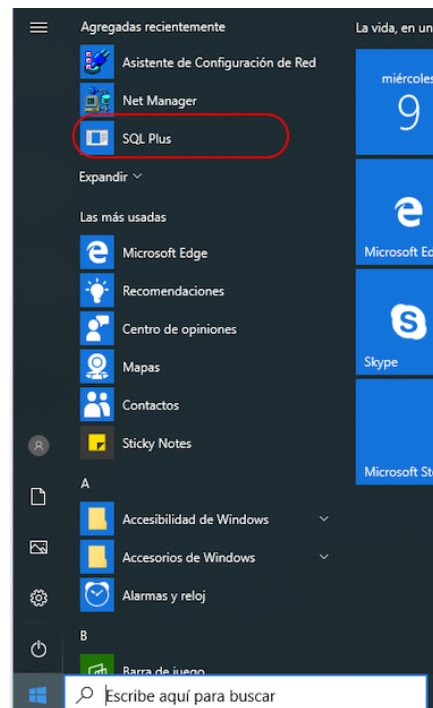 Agregadas recientemente
Asistente de Configuración de Red
Net Manager
SQL Plus
Expandir
Las más usadas
Microsoft Edge
Recomendaciones
Centro de opiniones
Mapas
Contactos
Sticky Notes
A
Accesibilidad de Windows
Accesorios de Windows
Alarmas y reloj
B
Barra de juego
Escribe aquí para buscar
La vida, en un
miércoles
9
Microsoft Ed
Skype
Microsoft Sto